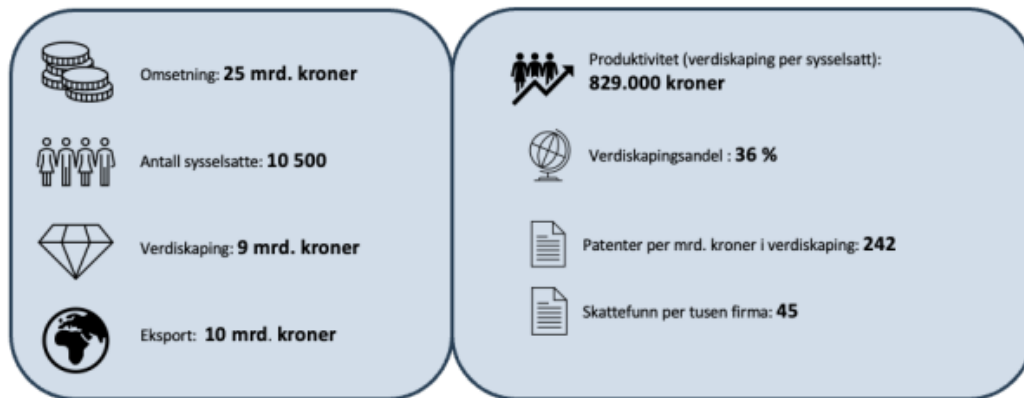 Omsetning: 25 mrd. kroner
Antall sysselsatte: 10 500
Verdiskaping: 9 mrd. kroner
Eksport: 10 mrd. kroner
Produktivitet (verdiskaping per sysselsatt):
829.000 kroner
Verdiskapingsandel : 36 %
Patenter per mrd. kroner i verdiskaping: 242
Skattefunn per tusen firma: 45